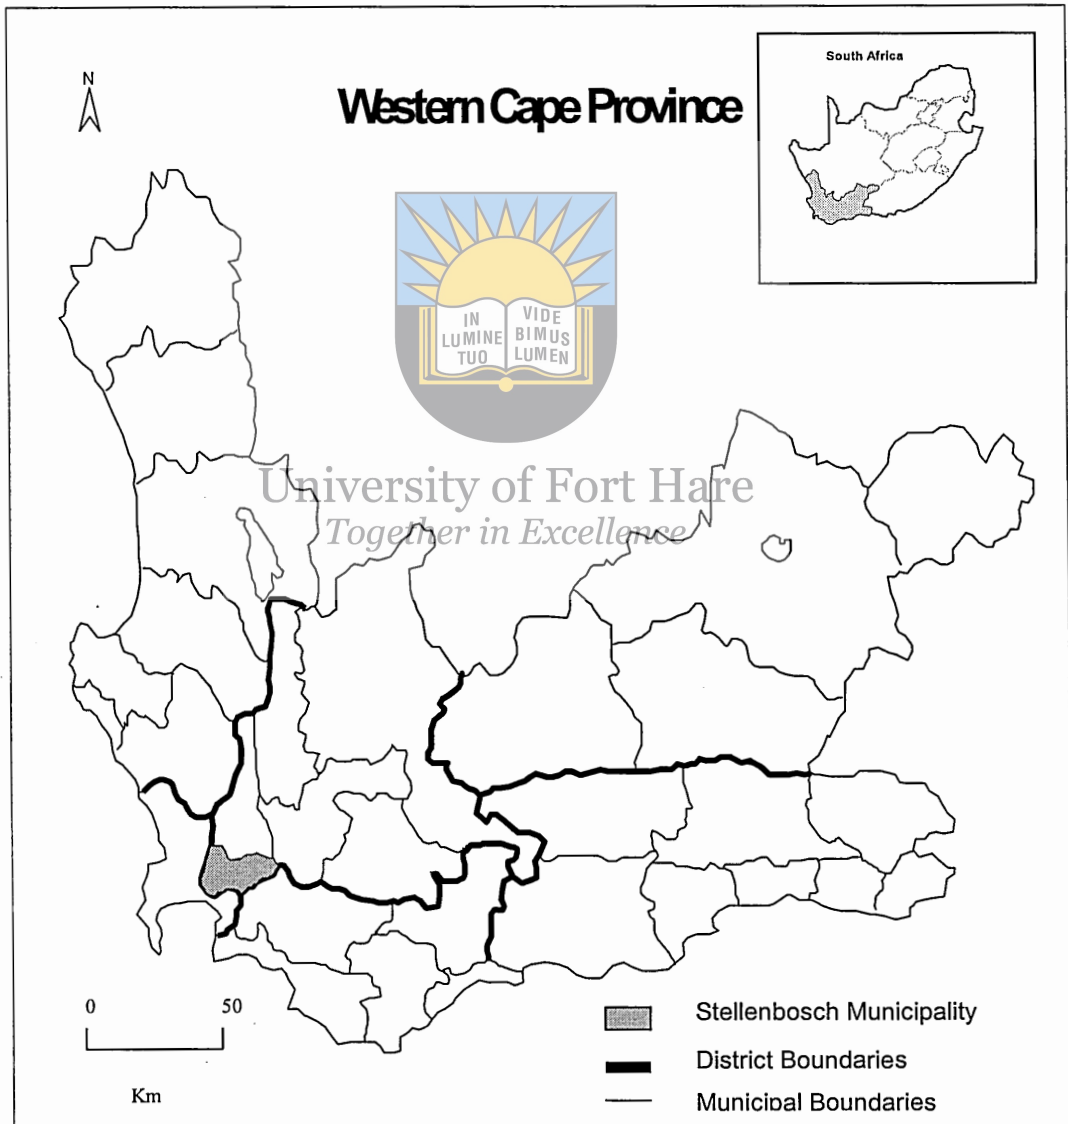 South Africa
N
Western Cape Province
IN
LUMINE
TUO
VIDE
BIMUS
LUMEN
University of Fort Hare
Together in Excellence
0 50
Km
Stellenbosch Municipality
District Boundaries
Municipal Boundaries